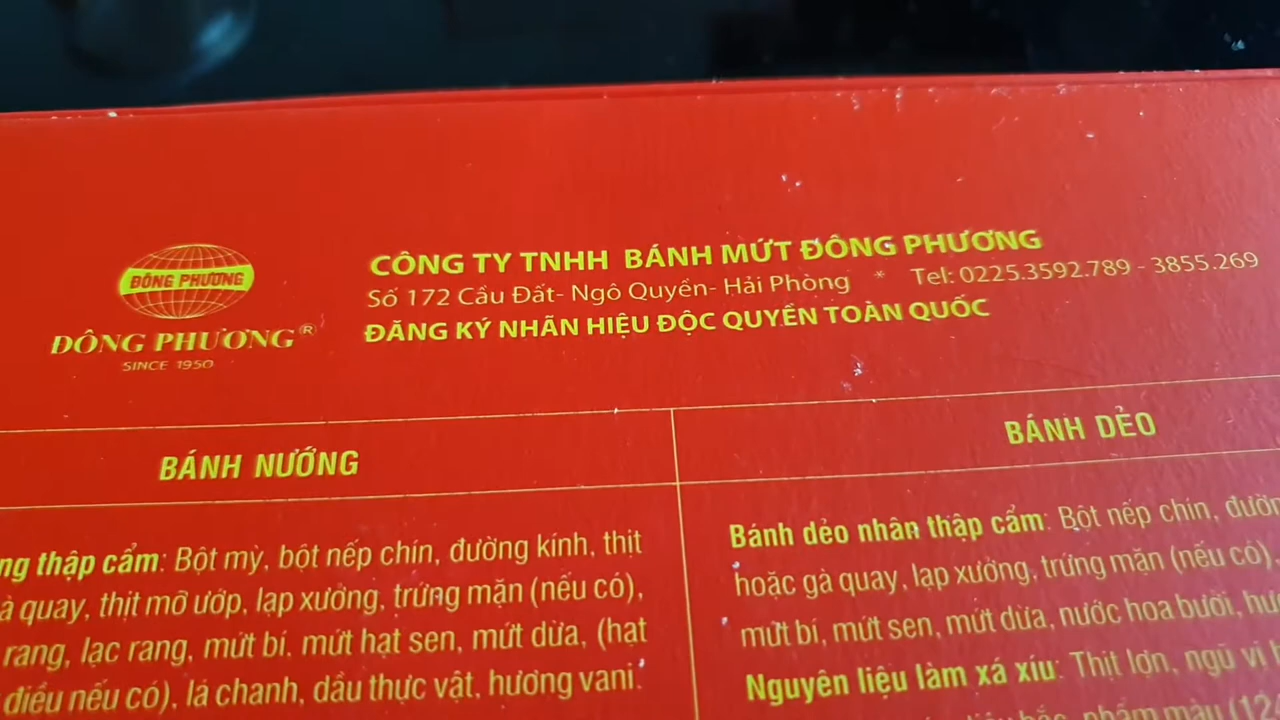 ĐÔNG PHƯƠNG
ĐÔNG PHƯƠNG®
SINCE 1950
CÔNG TY TNHH BÁNH MỨT ĐÔNG PHƯƠNG
Số 172 Cầu Đất- Ngô Quyền- Hải Phòng * Tel: 0225.3592.789 - 3855.269
ĐĂNG KÝ NHÃN HIỆU ĐỘC QUYỀN TOÀN QUỐC
BÁNH NƯỚNG
thập cẩm: Bột mỳ, bột nếp chín, đường kính, thịt
quay, thịt mỡ ướp, lạp xưởng, trứng mặn (nếu có),
rang, lạc rang, mứt bí, mứt hạt sen, mứt dừa, (hạt
điều nếu có), lá chanh, dầu thực vật, hương vani.
BÁNH DẺO
Bánh dẻo nhân thập cẩm: Bột nếp chín,
hoặc gà quay, lạp xưởng, trứng mặn (nếu có),
mứt bí, mứt sen, mứt dừa, nước hoa bưởi,
Nguyên liệu làm xá xíu: Thịt lợn, ngũ vị
phẩm màu